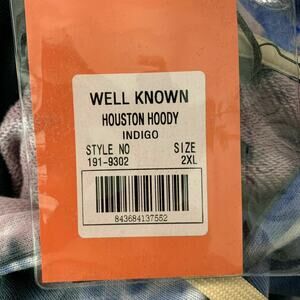 WELL KNOWN
HOUSTON HOODY
INDIGO
STYLE NO SIZE
191-9302 2XL
843684137552